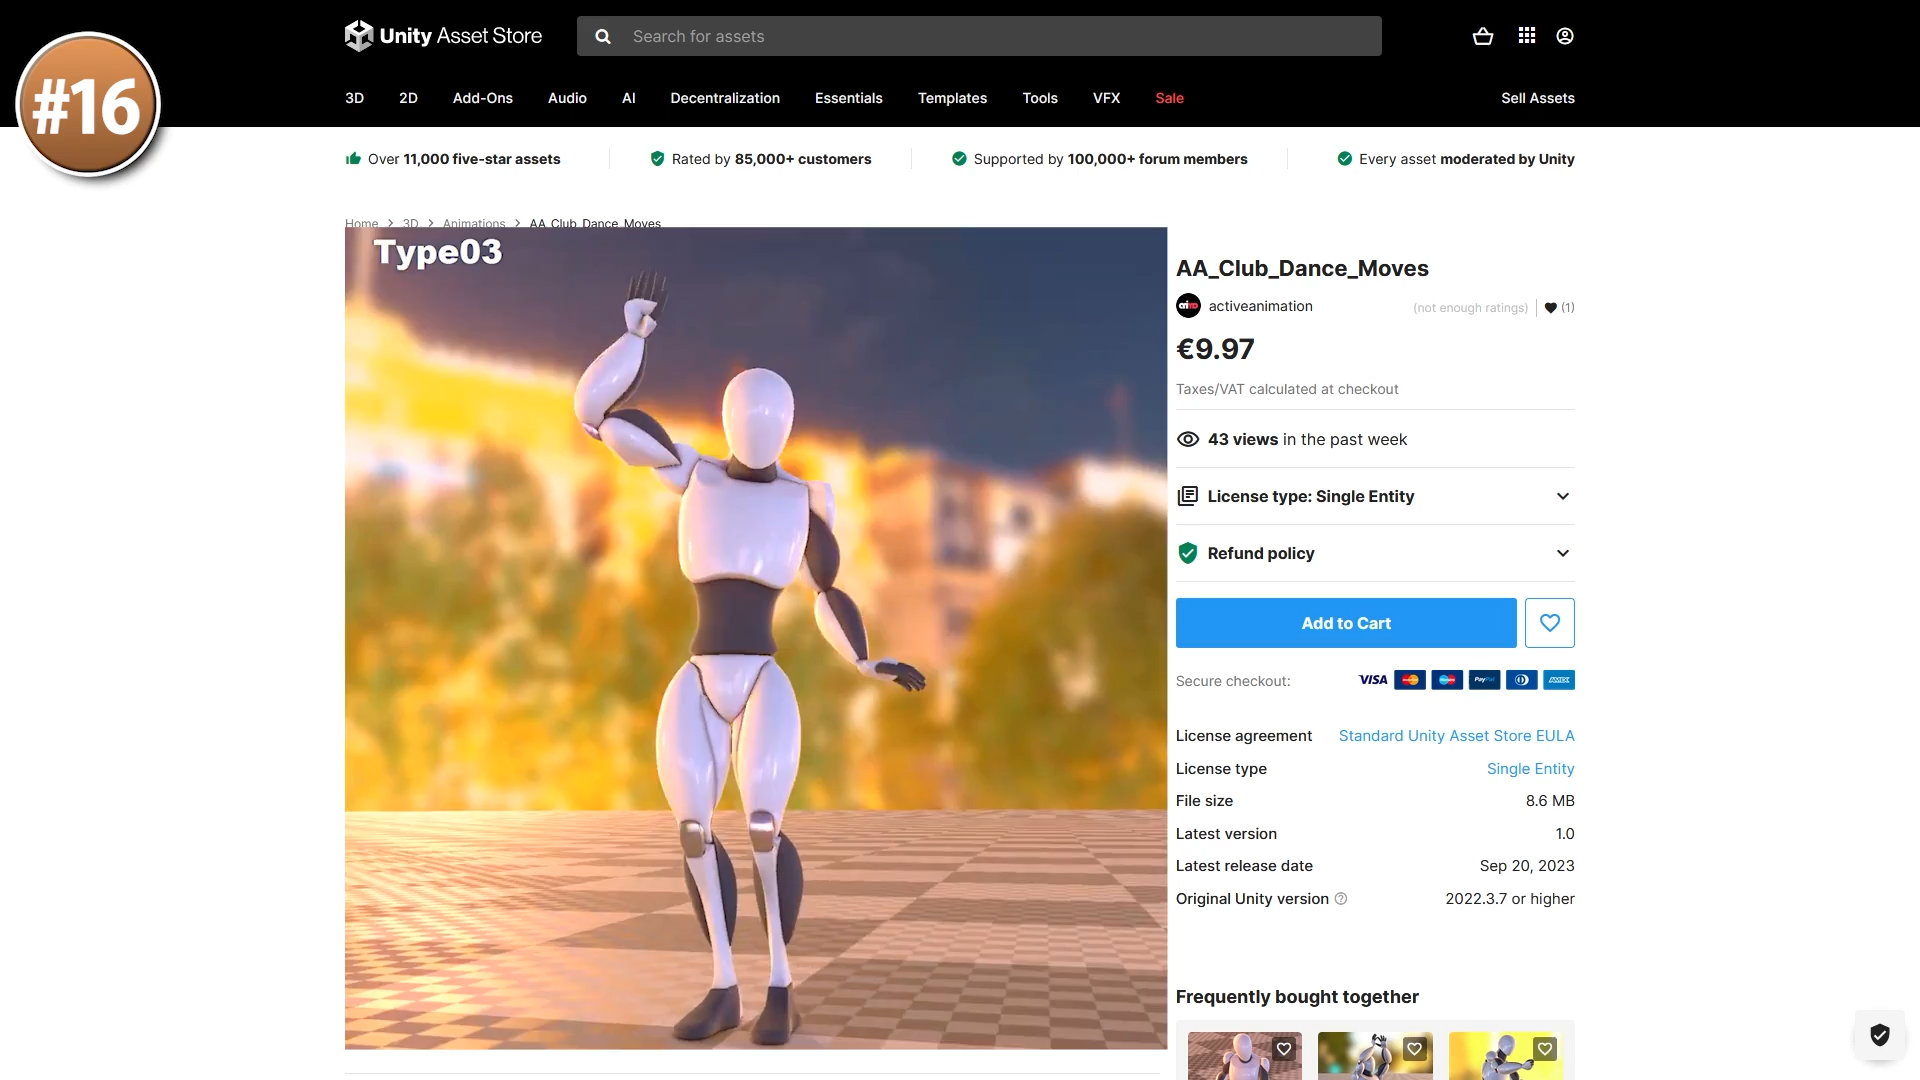 #16
Unity Asset Store
Search for assets
3D 2D Add-Ons Audio AI Decentralization Essentials Templates Tools VFX Sale Sell Assets
Over 11,000 five-star assets
Rated by 85,000+ customers
Supported by 100,000+ forum members
Every asset moderated by Unity
Home > 3D > Animations > AA_Club_Dance_Moves
Type03
AA_Club_Dance_Moves
activeanimation
(not enough ratings) (1)
€9.97
Taxes/VAT calculated at checkout
43 views in the past week
License type: Single Entity
Refund policy
Add to Cart
Secure checkout: VISA PayPal AMEX
License agreement Standard Unity Asset Store EULA
License type Single Entity
File size 8.6 MB
Latest version 1.0
Latest release date Sep 20, 2023
Original Unity version 2022.3.7 or higher
Frequently bought together